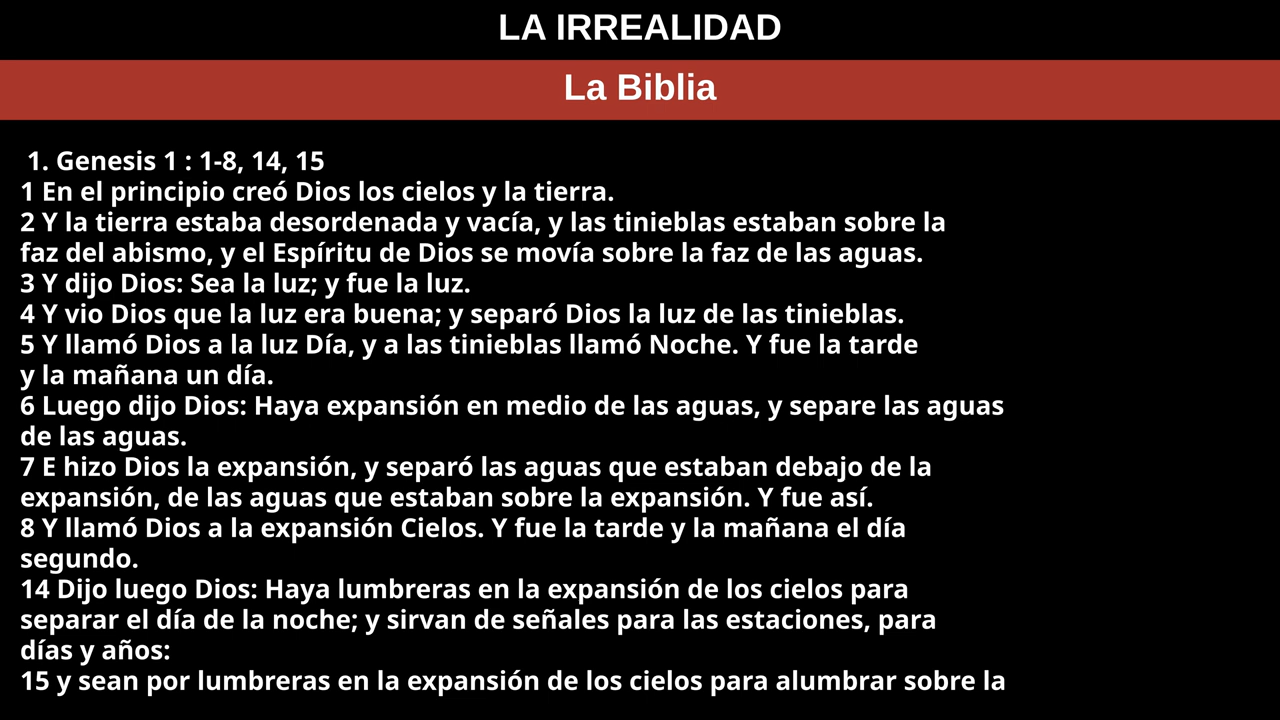 LA IRREALIDAD
La Biblia
1. Genesis 1 : 1-8, 14, 15
1 En el principio creó Dios los cielos y la tierra.
2 Y la tierra estaba desordenada y vacía, y las tinieblas estaban sobre la
faz del abismo, y el Espíritu de Dios se movía sobre la faz de las aguas.
3 Y dijo Dios: Sea la luz; y fue la luz.
4 Y vio Dios que la luz era buena; y separó Dios la luz de las tinieblas.
5 Y llamó Dios a la luz Día, y a las tinieblas llamó Noche. Y fue la tarde
y la mañana un día.
6 Luego dijo Dios: Haya expansión en medio de las aguas, y separe las aguas
de las aguas.
7 E hizo Dios la expansión, y separó las aguas que estaban debajo de la
expansión, de las aguas que estaban sobre la expansión. Y fue así.
8 Y llamó Dios a la expansión Cielos. Y fue la tarde y la mañana el día
segundo.
14 Dijo luego Dios: Haya lumbreras en la expansión de los cielos para
separar el día de la noche; y sirvan de señales para las estaciones, para
días y años:
15 y sean por lumbreras en la expansión de los cielos para alumbrar sobre la